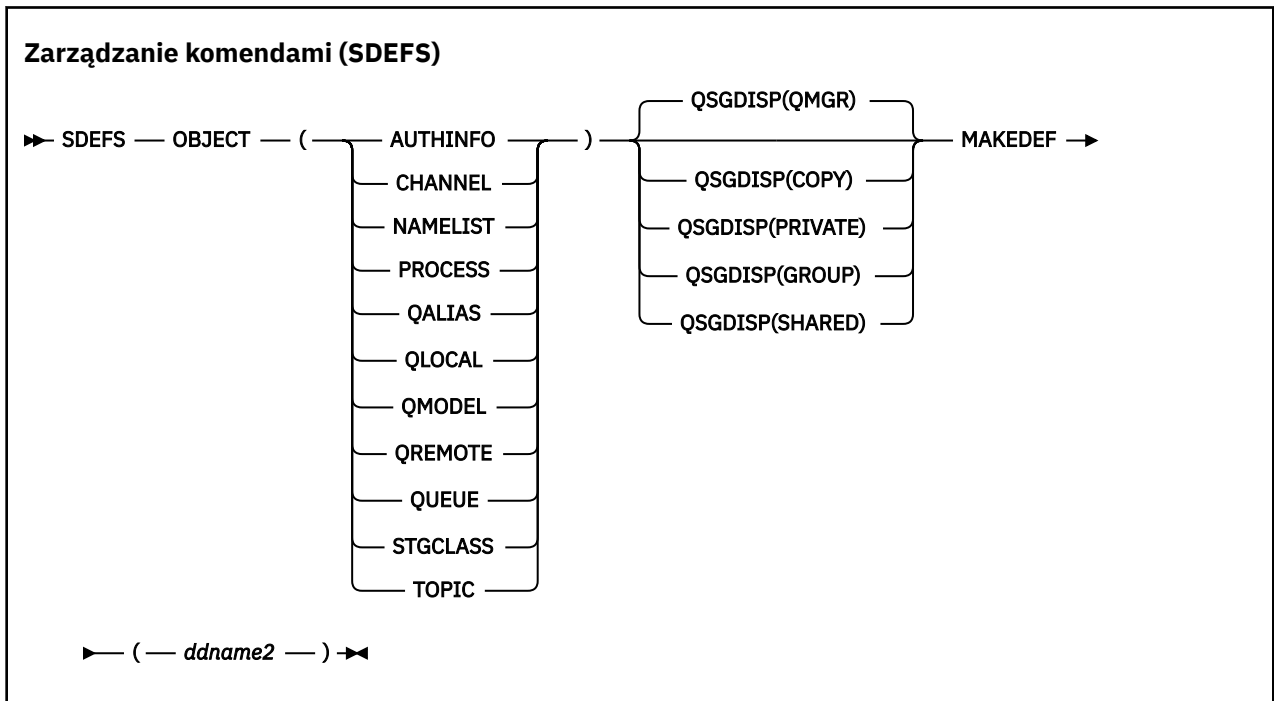 Zarządzanie komendami (SDEFS)
QSGDISP(QMGR)
SDEFS OBJECT ( AUTHINFO ) MAKEDEF
CHANNEL QSGDISP(COPY)
NAMELIST QSGDISP(PRIVATE)
PROCESS QSGDISP(GROUP)
QALIAS QSGDISP(SHARED)
QLOCAL
QMODEL
QREMOTE
QUEUE
STGCLASS
TOPIC
( ddname2 )